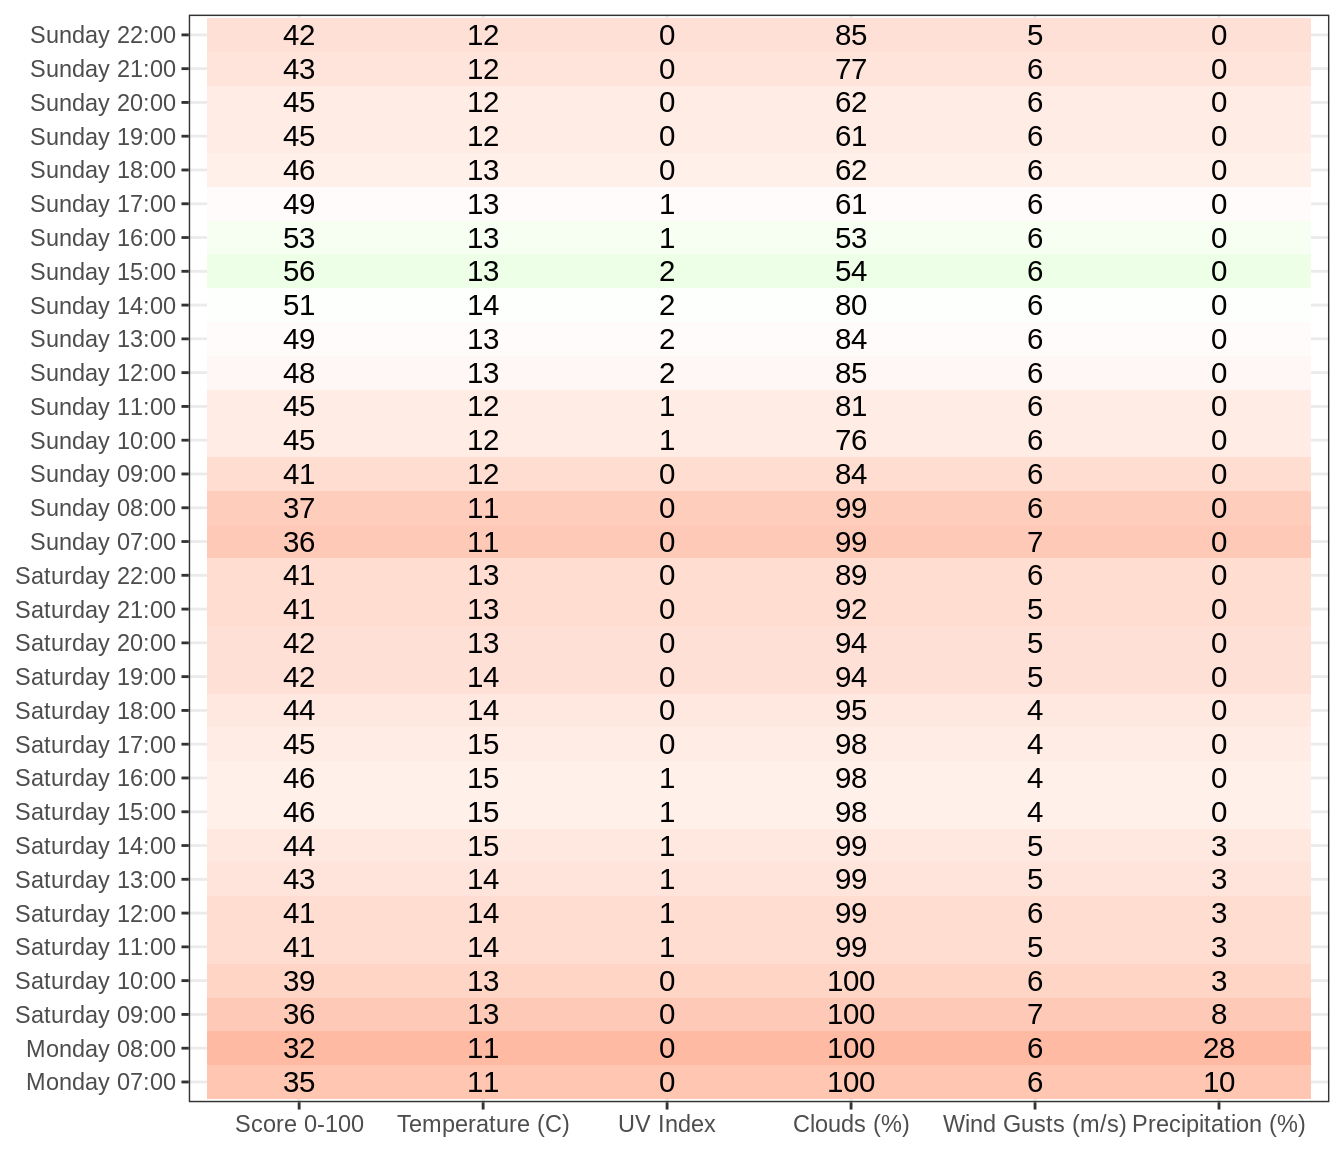 Sunday 22:00 42 12 0 85 5 0
Sunday 21:00 43 12 0 77 6 0
Sunday 20:00 45 12 0 62 6 0
Sunday 19:00 45 12 0 61 6 0
Sunday 18:00 46 13 0 62 6 0
Sunday 17:00 49 13 1 61 6 0
Sunday 16:00 53 13 1 53 6 0
Sunday 15:00 56 13 2 54 6 0
Sunday 14:00 51 14 2 80 6 0
Sunday 13:00 49 13 2 84 6 0
Sunday 12:00 48 13 2 85 6 0
Sunday 11:00 45 12 1 81 6 0
Sunday 10:00 45 12 1 76 6 0
Sunday 09:00 41 12 0 84 6 0
Sunday 08:00 37 11 0 99 6 0
Sunday 07:00 36 11 0 99 7 0
Saturday 22:00 41 13 0 89 6 0
Saturday 21:00 41 13 0 92 5 0
Saturday 20:00 42 13 0 94 5 0
Saturday 19:00 42 14 0 94 5 0
Saturday 18:00 44 14 0 95 4 0
Saturday 17:00 45 15 0 98 4 0
Saturday 16:00 46 15 1 98 4 0
Saturday 15:00 46 15 1 98 4 0
Saturday 14:00 44 15 1 99 5 3
Saturday 13:00 43 14 1 99 5 3
Saturday 12:00 41 14 1 99 6 3
Saturday 11:00 41 14 1 99 5 3
Saturday 10:00 39 13 0 100 6 3
Saturday 09:00 36 13 0 100 7 8
Monday 08:00 32 11 0 100 6 28
Monday 07:00 35 11 0 100 6 10
Score 0-100 Temperature (C) UV Index Clouds (%) Wind Gusts (m/s) Precipitation (%)